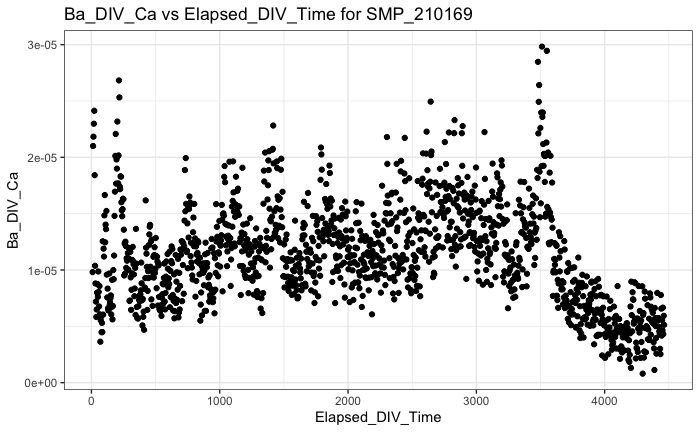 Ba_DIV_Ca vs Elapsed_DIV_Time for SMP_210169
3e-05
2e-05
1e-05
0e+00
Ba_DIV_Ca
0 1000 2000 3000 4000
Elapsed_DIV_Time